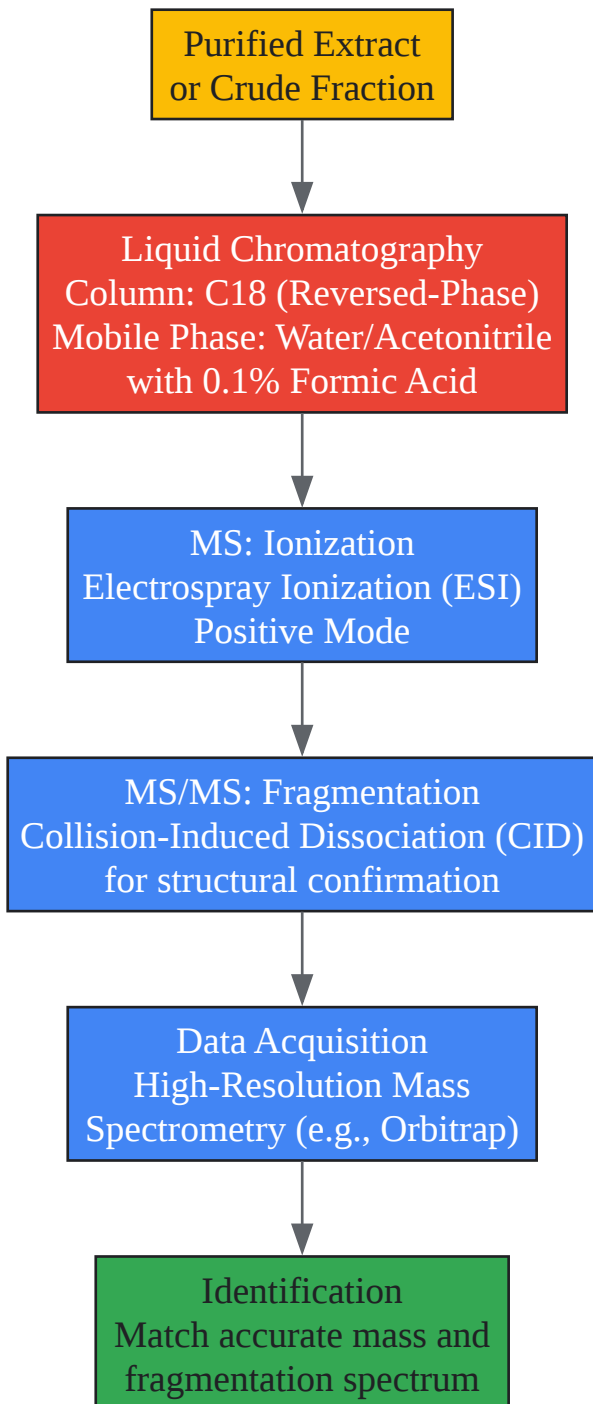 Purified Extract
or Crude Fraction
Liquid Chromatography
Column: C18 (Reversed-Phase)
Mobile Phase: Water/Acetonitrile
with 0.1% Formic Acid
MS: Ionization
Electrospray Ionization (ESI)
Positive Mode
MS/MS: Fragmentation
Collision-Induced Dissociation (CID)
for structural confirmation
Data Acquisition
High-Resolution Mass
Spectrometry (e.g., Orbitrap)
Identification
Match accurate mass and
fragmentation spectrum